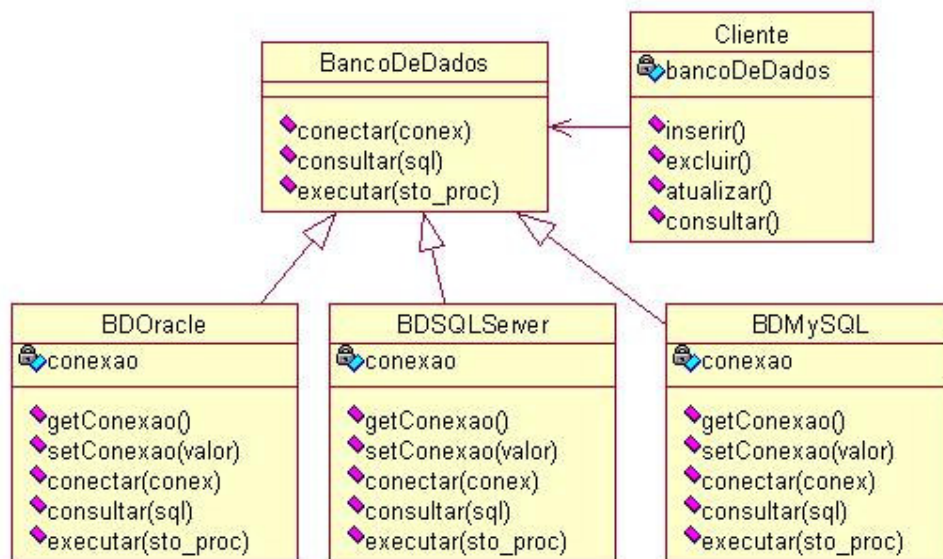 BancoDeDados
conectar(conex)
consultar(sql)
executar(sto_proc)
Cliente
bancoDeDados
inserir()
excluir()
atualizar()
consultar()
BDOracle
conexao
getConexao()
setConexao(valor)
conectar(conex)
consultar(sql)
executar(sto_proc)
BDSQLServer
conexao
getConexao()
setConexao(valor)
conectar(conex)
consultar(sql)
executar(sto_proc)
BDMySQL
conexao
getConexao()
setConexao(valor)
conectar(conex)
consultar(sql)
executar(sto_proc)